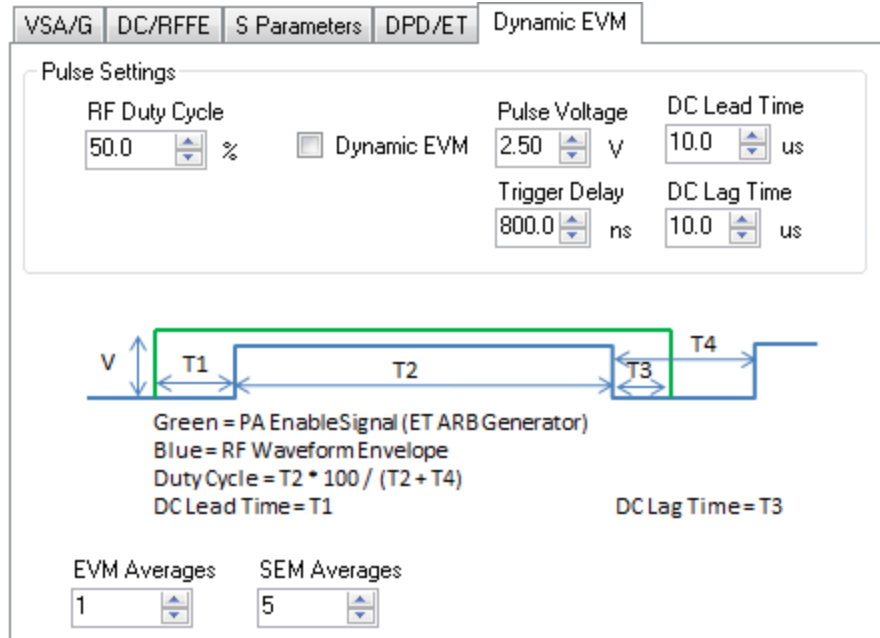 VSA/G DC/RFFE S Parameters DPD/ET Dynamic EVM
Pulse Settings
RF Duty Cycle
50.0 %
Dynamic EVM
Pulse Voltage
2.50 V
DC Lead Time
10.0 us
Trigger Delay
800.0 ns
DC Lag Time
10.0 us
V T1 T2 T3 T4
Green = PA Enable Signal (ET ARB Generator)
Blue = RF Waveform Envelope
Duty Cycle = T2 * 100 / (T2 + T4)
DC Lead Time = T1 DC Lag Time = T3
EVM Averages
1
SEM Averages
5